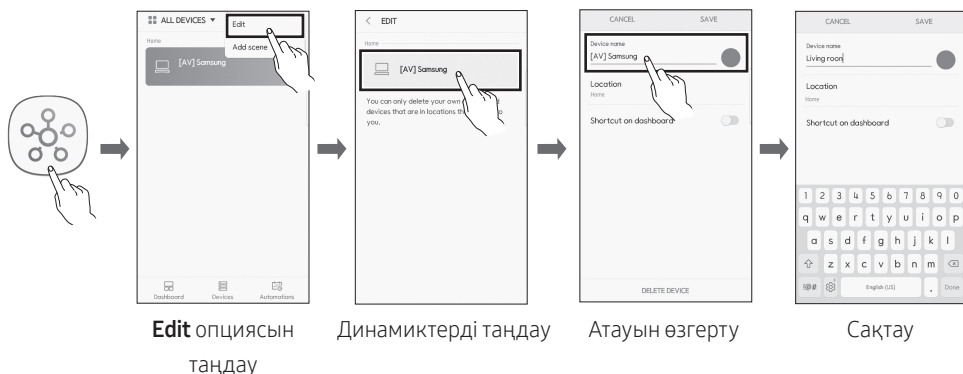 ALL DEVICES ▼
Edit
Home
Add scene
[AV] Samsung
Dashboard
Devices
Automations
Edit опциясын
таңдау
< EDIT
Home
[AV] Samsung
You can only delete your own
devices that are in locations th
you.
Динамиктерді таңдау
CANCEL SAVE
Device name
[AV] Samsung
Location
Home
Shortcut on dashboard
DELETE DEVICE
Атауын өзгерту
CANCEL SAVE
Device name
Living roon
Location
Home
Shortcut on dashboard
1 2 3 4 5 6 7 8 9 0
q w e r t y u i o p
a s d f g h j k l
z x c v b n m
!@# English (US) . Done
Сақтау